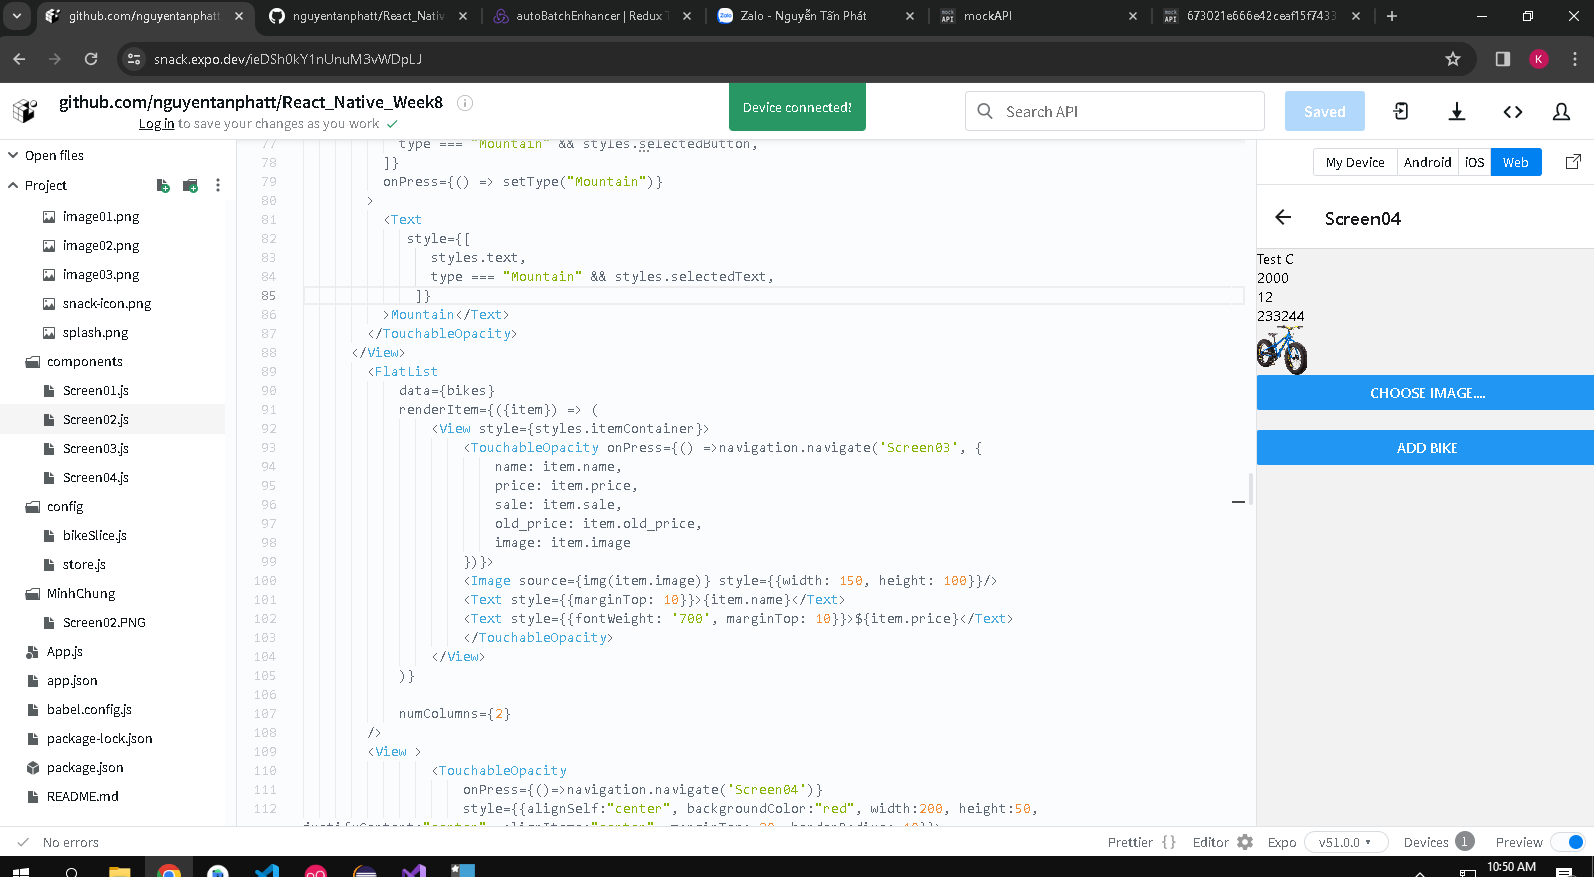 github.com/nguyentanphatt
nguyentanphatt/React_Nativ
autoBatchEnhancer | Redux T
Zalo - Nguyễn Tấn Phát
mockAPI
673021e666e42ceaf15f7433
snack.expo.dev/ieDSh0kY1nUnuM3vWDpLJ
K
github.com/nguyentanphatt/React_Native_Week8
Log in to save your changes as you work
Device connected!
Search API
Saved
Open files
Project
image01.png
image02.png
image03.png
snack-icon.png
splash.png
components
Screen01.js
Screen02.js
Screen03.js
Screen04.js
config
bikeSlice.js
store.js
MinhChung
Screen02.PNG
App.js
app.json
babel.config.js
package-lock.json
package.json
README.md
77 type === "Mountain" && styles.selectedButton,
78 ]}
79 onPress={() => setType("Mountain")}
80 >
81 <Text
82 style={[
83 styles.text,
84 type === "Mountain" && styles.selectedText,
85 ]}
86 >Mountain</Text>
87 </TouchableOpacity>
88 </View>
89 <FlatList
90 data={bikes}
91 renderItem={({item}) => (
92 <View style={styles.itemContainer}>
93 <TouchableOpacity onPress={() =>navigation.navigate('Screen03', {
94 name: item.name,
95 price: item.price,
96 sale: item.sale,
97 old_price: item.old_price,
98 image: item.image
99 })}>
100 <Image source={img(item.image)} style={{width: 150, height: 100}}/>
101 <Text style={{marginTop: 10}}>{item.name}</Text>
102 <Text style={{fontWeight: '700', marginTop: 10}}>${item.price}</Text>
103 </TouchableOpacity>
104 </View>
105 )}
106
107 numColumns={2}
108 />
109 <View >
110 <TouchableOpacity
111 onPress={()=>navigation.navigate('Screen04')}
112 style={{alignSelf:"center", backgroundColor:"red", width:200, height:50,
justifyContent:"center", alignItems:"center", marginTop: 20, borderRadius: 10}}>
My Device
Android
iOS
Web
Screen04
Test C
2000
12
233244
CHOOSE IMAGE....
ADD BIKE
No errors
Prettier {}
Editor
Expo
v51.0.0
Devices 1
Preview
10:50 AM